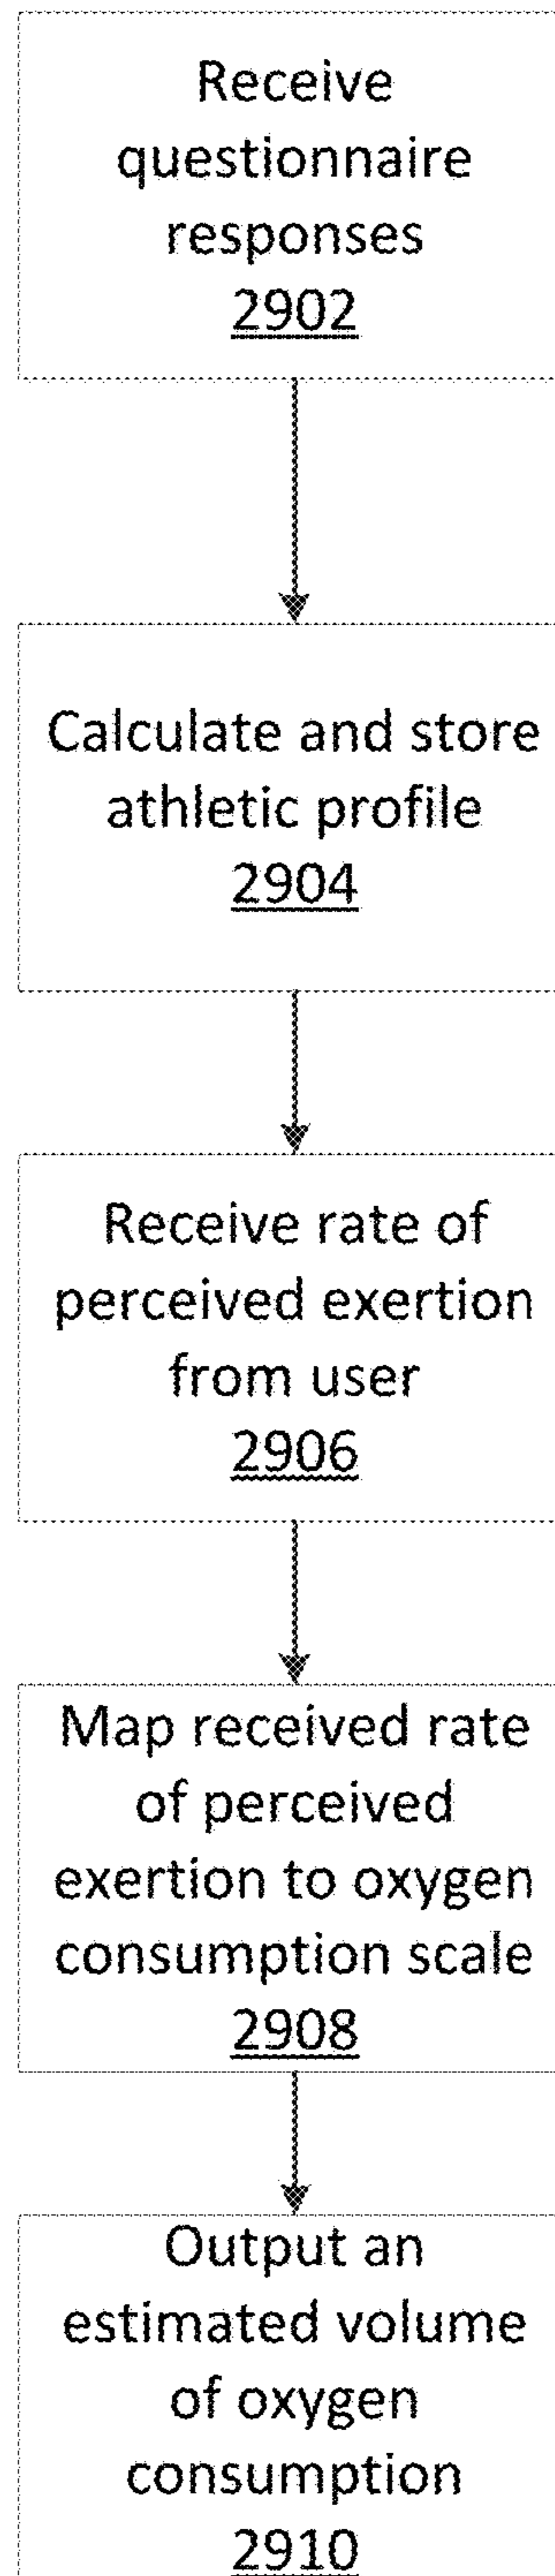 Receive
questionnaire
responses
2902
Calculate and store
athletic profile
2904
Receive rate of
perceived exertion
from user
2906
Map received rate
of perceived
exertion to oxygen
consumption scale
2908
Output an
estimated volume
of oxygen
consumption
2910